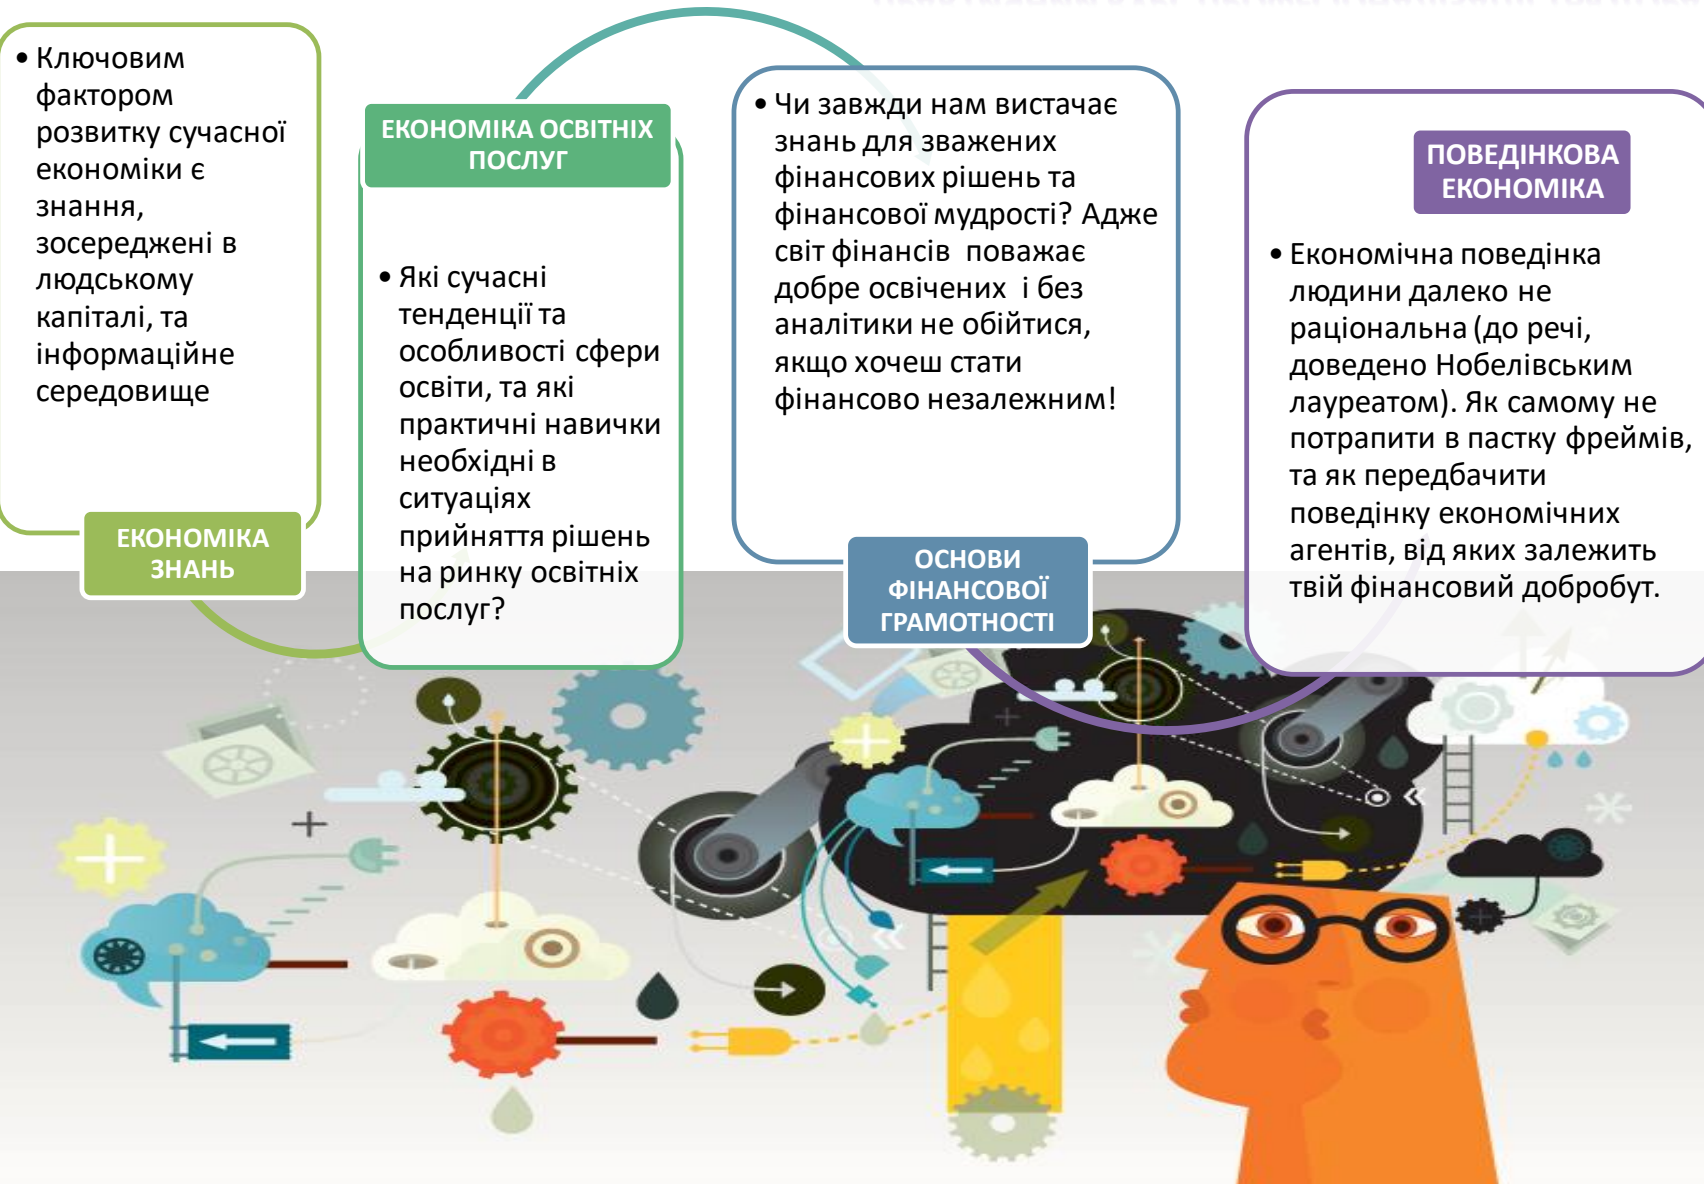 • Ключовим
фактором
розвитку сучасної
економіки є
знання,
зосереджені в
людському
капіталі, та
інформаційне
середовище
ЕКОНОМІКА
ЗНАНЬ
ЕКОНОМІКА ОСВІТНІХ
ПОСЛУГ
• Які сучасні
тенденції та
особливості сфери
освіти, та які
практичні навички
необхідні в
ситуаціях
прийняття рішень
на ринку освітніх
послуг?
• Чи завжди нам вистачає
знань для зважених
фінансових рішень та
фінансової мудрості? Адже
світ фінансів поважає
добре освічених і без
аналітики не обійтися,
якщо хочеш стати
фінансово незалежним!
ОСНОВИ
ФІНАНСОВОЇ
ГРАМОТНОСТІ
ПОВЕДІНКОВА
ЕКОНОМІКА
• Економічна поведінка
людини далеко не
раціональна (до речі,
доведено Нобелівським
лауреатом). Як самому не
потрапити в пастку фреймів,
та як передбачити
поведінку економічних
агентів, від яких залежить
твій фінансовий добробут.